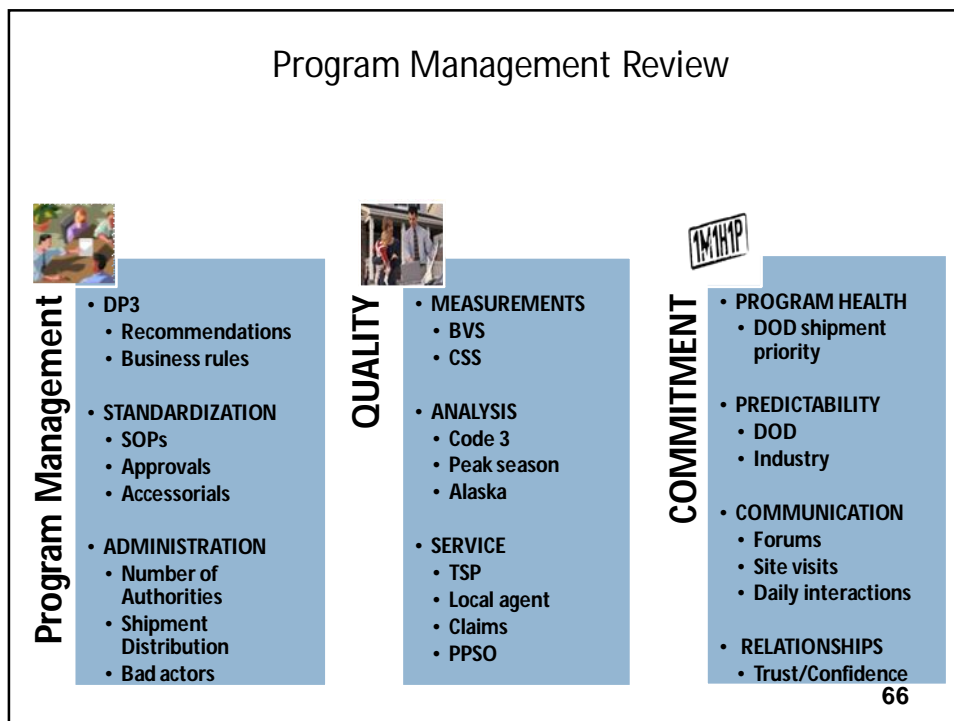 Program Management Review
Program Management
• DP3
• Recommendations
• Business rules
• STANDARDIZATION
• SOPs
• Approvals
• Accessorials
• ADMINISTRATION
• Number of
Authorities
• Shipment
Distribution
• Bad actors
QUALITY
• MEASUREMENTS
• BVS
• CSS
• ANALYSIS
• Code 3
• Peak season
• Alaska
• SERVICE
• TSP
• Local agent
• Claims
• PPSO
1M1H1P
COMMITMENT
• PROGRAM HEALTH
• DOD shipment
priority
• PREDICTABILITY
• DOD
• Industry
• COMMUNICATION
• Forums
• Site visits
• Daily interactions
• RELATIONSHIPS
• Trust/Confidence
66